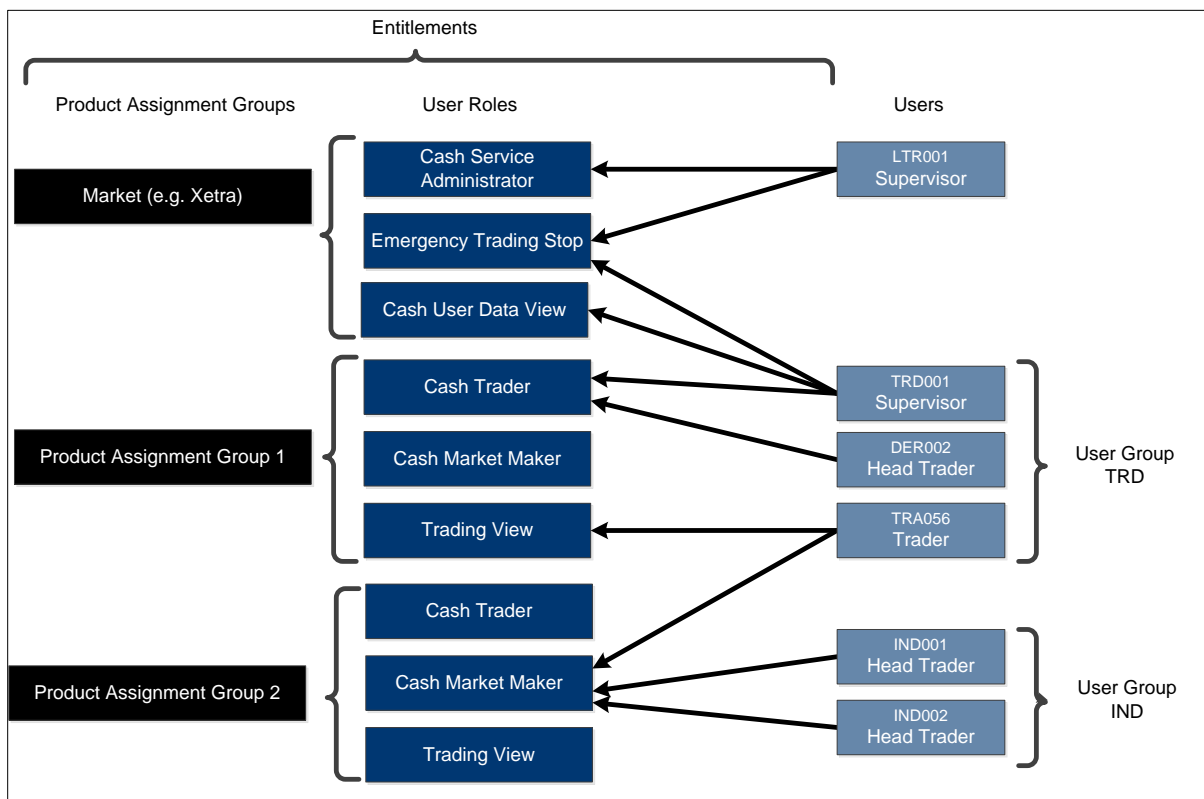 Entitlements
Product Assignment Groups
User Roles
Users
Market (e.g. Xetra)
Cash Service
Administrator
Emergency Trading Stop
Cash User Data View
LTR001
Supervisor
Product Assignment Group 1
Cash Trader
Cash Market Maker
Trading View
TRD001
Supervisor
DER002
Head Trader
TRA056
Trader
User Group
TRD
Product Assignment Group 2
Cash Trader
Cash Market Maker
Trading View
IND001
Head Trader
IND002
Head Trader
User Group
IND